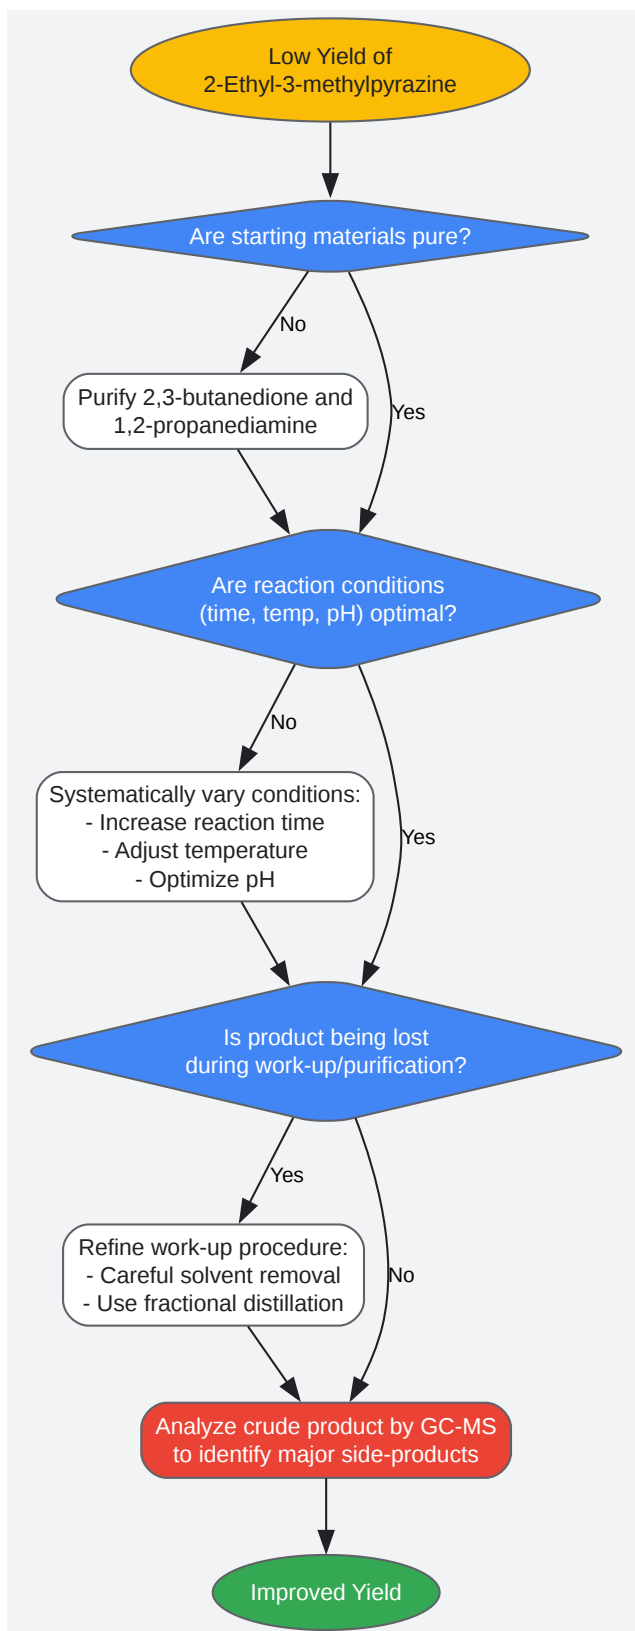 Low Yield of
2-Ethyl-3-methylpyrazine
Are starting materials pure?
No
Purify 2,3-butanedione and
1,2-propanediamine
Yes
Are reaction conditions
(time, temp, pH) optimal?
No
Systematically vary conditions:
- Increase reaction time
- Adjust temperature
- Optimize pH
Yes
Is product being lost
during work-up/purification?
Yes
Refine work-up procedure:
- Careful solvent removal
- Use fractional distillation
No
Analyze crude product by GC-MS
to identify major side-products
Improved Yield